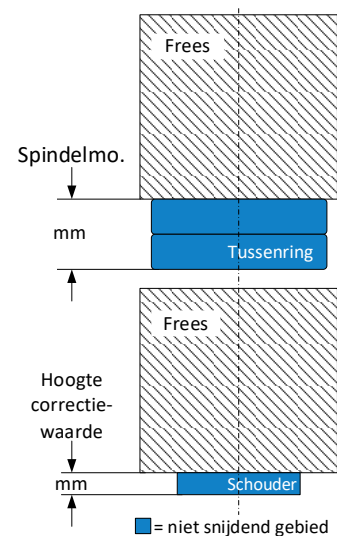 Frees
Spindelmo.
mm
Tussenring
Frees
Hoogte
correctie-
waarde
mm
Schouder
= niet snijdend gebied